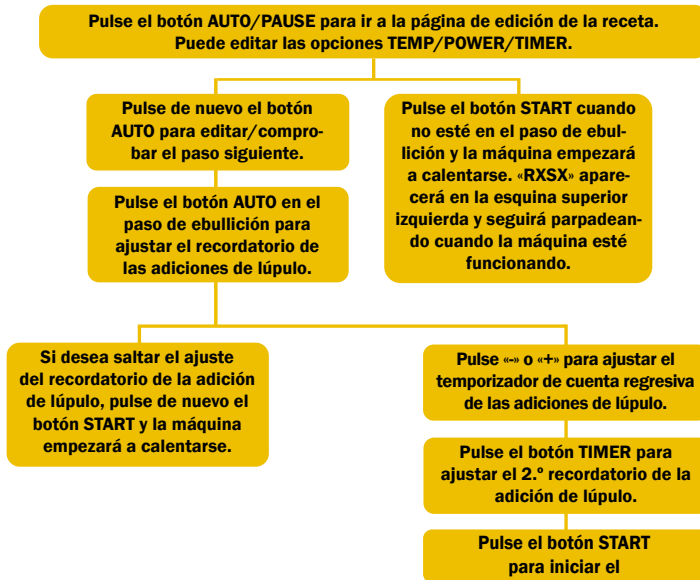 Pulse el botón AUTO/PAUSE para ir a la página de edición de la receta.
Puede editar las opciones TEMP/POWER/TIMER.
Pulse de nuevo el botón
AUTO para editar/compro-
bar el paso siguiente.
Pulse el botón AUTO en el
paso de ebullición para
ajustar el recordatorio de
las adiciones de lúpulo.
Pulse el botón START cuando
no esté en el paso de ebul-
lición y la máquina empezará
a calentarse. «RXSX» apare-
cerá en la esquina superior
izquierda y seguirá parpadean-
do cuando la máquina esté
funcionando.
Si desea saltar el ajuste
del recordatorio de la adición
de lúpulo, pulse de nuevo el
botón START y la máquina
empezará a calentarse.
Pulse «-» o «+» para ajustar el
temporizador de cuenta regresiva
de las adiciones de lúpulo.
Pulse el botón TIMER para
ajustar el 2.º recordatorio de la
adición de lúpulo.
Pulse el botón START
para iniciar el